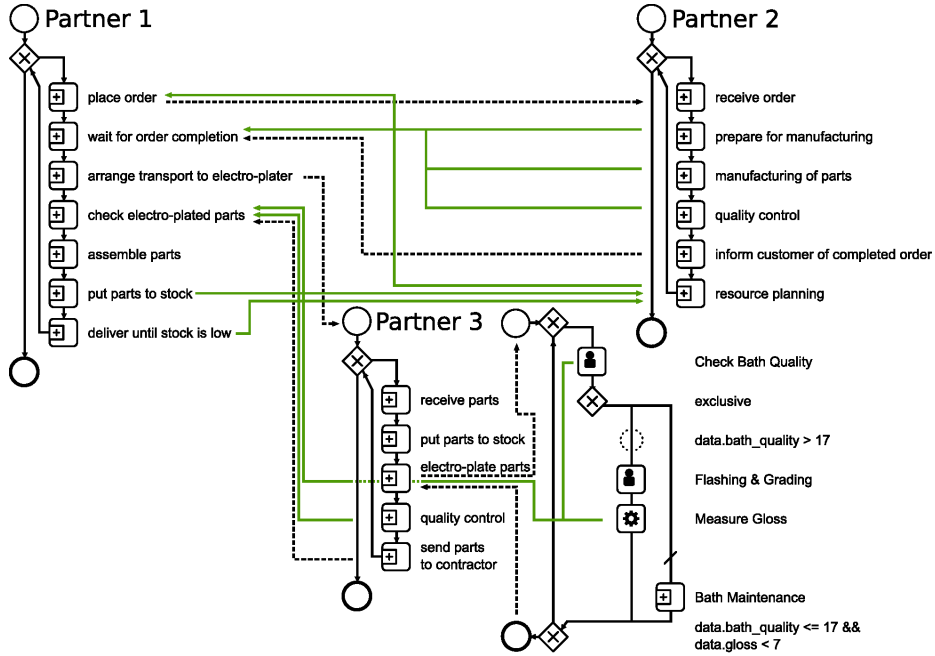 Partner 1
place order
wait for order completion
arrange transport to electro-plater
check electro-plated parts
assemble parts
put parts to stock
deliver until stock is low
Partner 2
receive order
prepare for manufacturing
manufacturing of parts
quality control
inform customer of completed order
resource planning
Partner 3
receive parts
put parts to stock
electro-plate parts
quality control
send parts
to contractor
Check Bath Quality
exclusive
data.bath_quality > 17
Flashing & Grading
Measure Gloss
Bath Maintenance
data.bath_quality <= 17 &&
data.gloss < 7